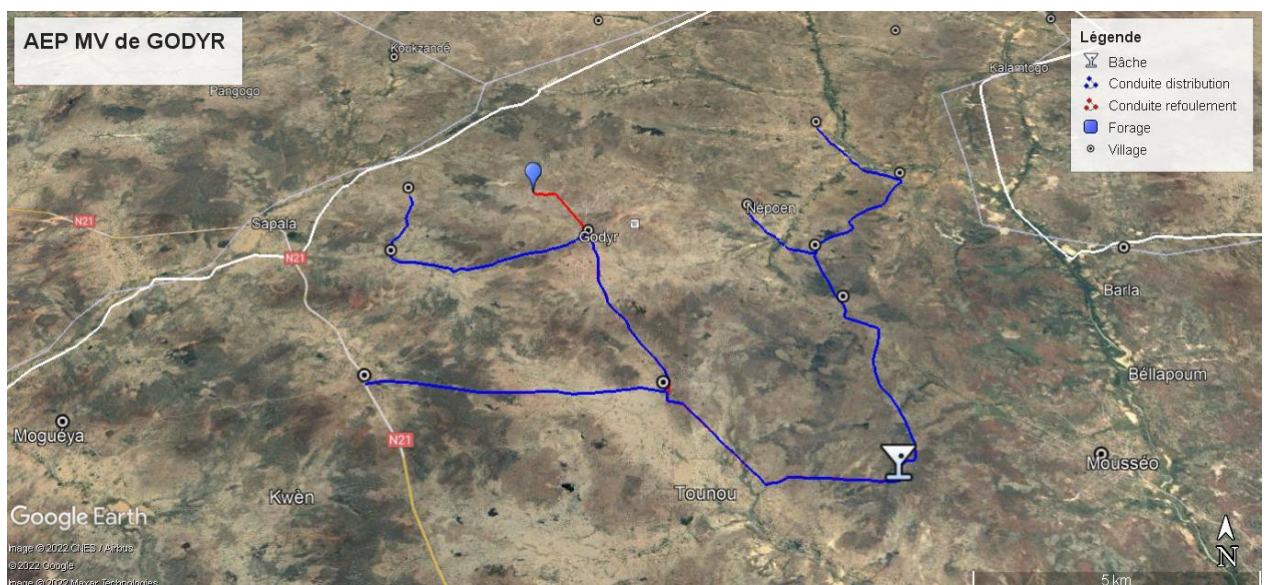 AEP MV de GODYR
Légende
Bâche
Conduite distribution
Conduite refoulement
Forage
Village
Koukzandé
Pangogo
Kalamtogo
N21
Sapala
Népoen
Godyr
N21
Barla
Béllapoum
Moguéya
N21
Mousséo
Kwèn
Tounou
Google Earth
Image © 2022 CNES / Airbus
© 2022 Google
Image © 2022 Maxar Technologies
N
5 km